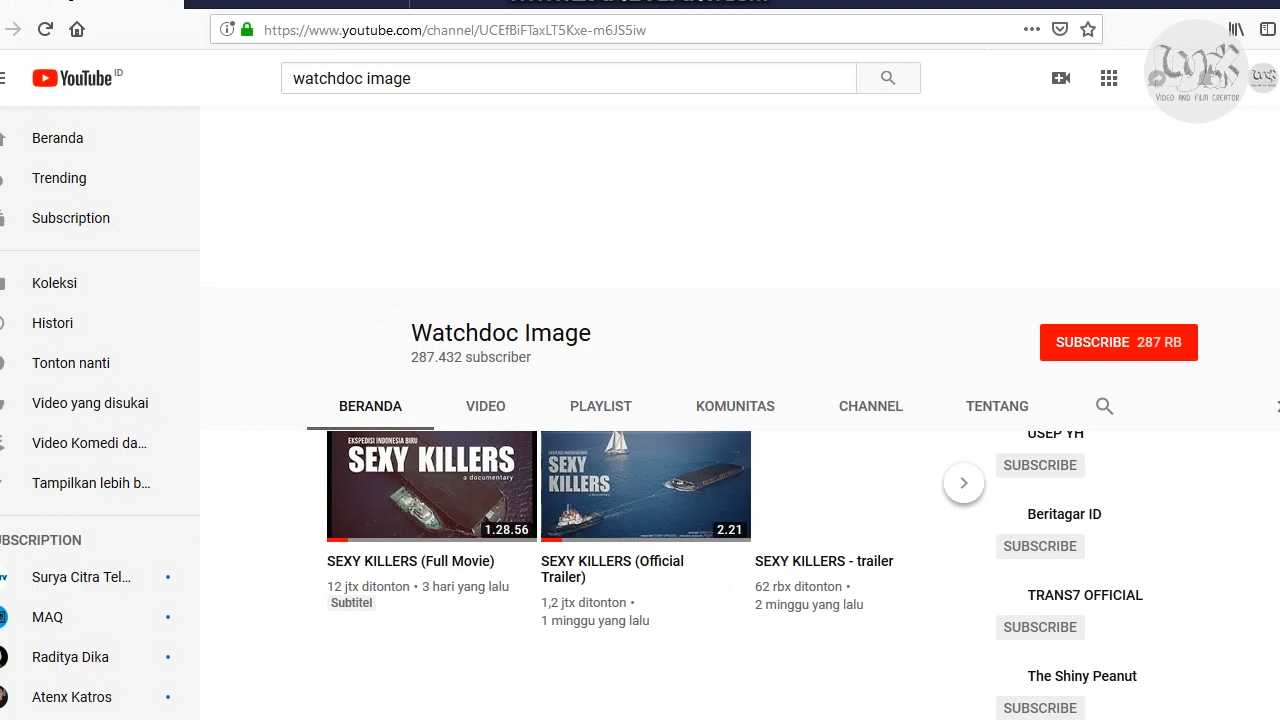 https://www.youtube.com/channel/UCEfBiFTaxLT5Kxe-m6JS5iw
YouTube ID
watchdoc image
VIDEO AND FILM CREATOR
Beranda
Trending
Subscription
Koleksi
Histori
Tonton nanti
Video yang disukai
Video Komedi da...
Tampilkan lebih b...
UBSCRIPTION
Surya Citra Tel...
MAQ
Raditya Dika
Atenx Katros
Watchdoc Image
287.432 subscriber
SUBSCRIBE 287 RB
BERANDA
VIDEO
PLAYLIST
KOMUNITAS
CHANNEL
TENTANG
EKSPEDISI INDONESIA BIRU
SEXY KILLERS
a documentary
1.28.56
SEXY KILLERS (Full Movie)
12 jtx ditonton • 3 hari yang lalu
Subtitel
EKSPEDISI INDONESIA BIRU
SEXY
KILLERS
2.21
SEXY KILLERS (Official
Trailer)
1,2 jtx ditonton •
1 minggu yang lalu
SEXY KILLERS - trailer
62 rbx ditonton •
2 minggu yang lalu
USEP YH
SUBSCRIBE
Beritagar ID
SUBSCRIBE
TRANS7 OFFICIAL
SUBSCRIBE
The Shiny Peanut
SUBSCRIBE